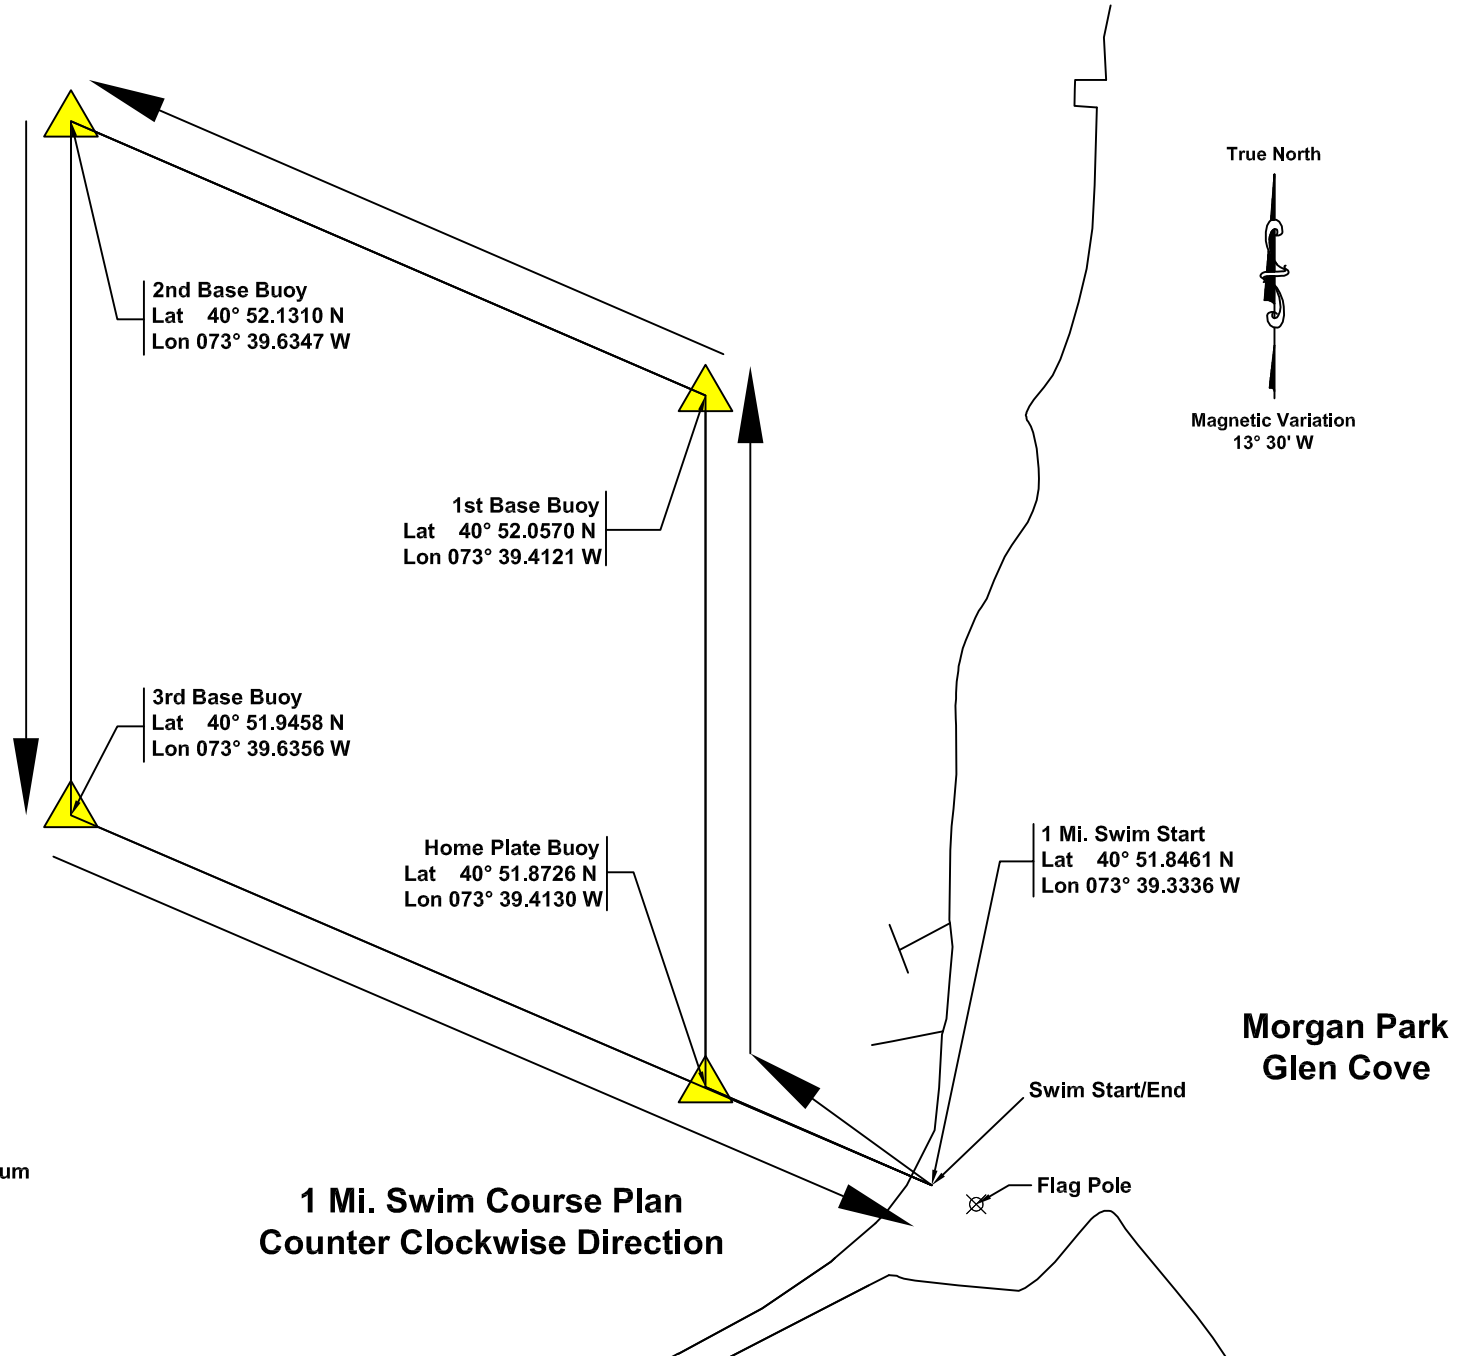 True North
Magnetic Variation
13° 30' W
2nd Base Buoy
Lat 40° 52.1310 N
Lon 073° 39.6347 W
1st Base Buoy
Lat 40° 52.0570 N
Lon 073° 39.4121 W
3rd Base Buoy
Lat 40° 51.9458 N
Lon 073° 39.6356 W
Home Plate Buoy
Lat 40° 51.8726 N
Lon 073° 39.4130 W
1 Mi. Swim Start
Lat 40° 51.8461 N
Lon 073° 39.3336 W
Morgan Park
Glen Cove
Swim Start/End
Flag Pole
um
1 Mi. Swim Course Plan
Counter Clockwise Direction